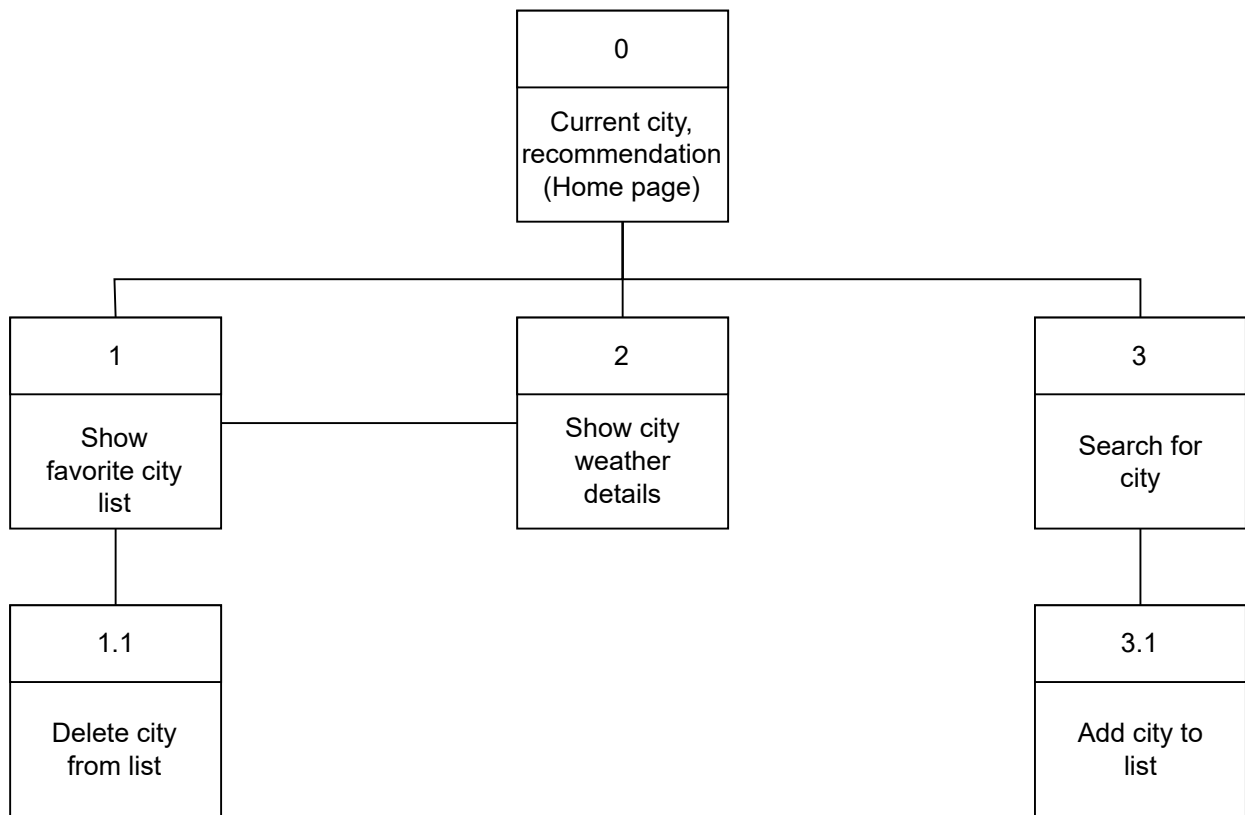 0
Current city,
recommendation
(Home page)
1
Show
favorite city
list
2
Show city
weather
details
3
Search for
city
1.1
Delete city
from list
3.1
Add city to
list